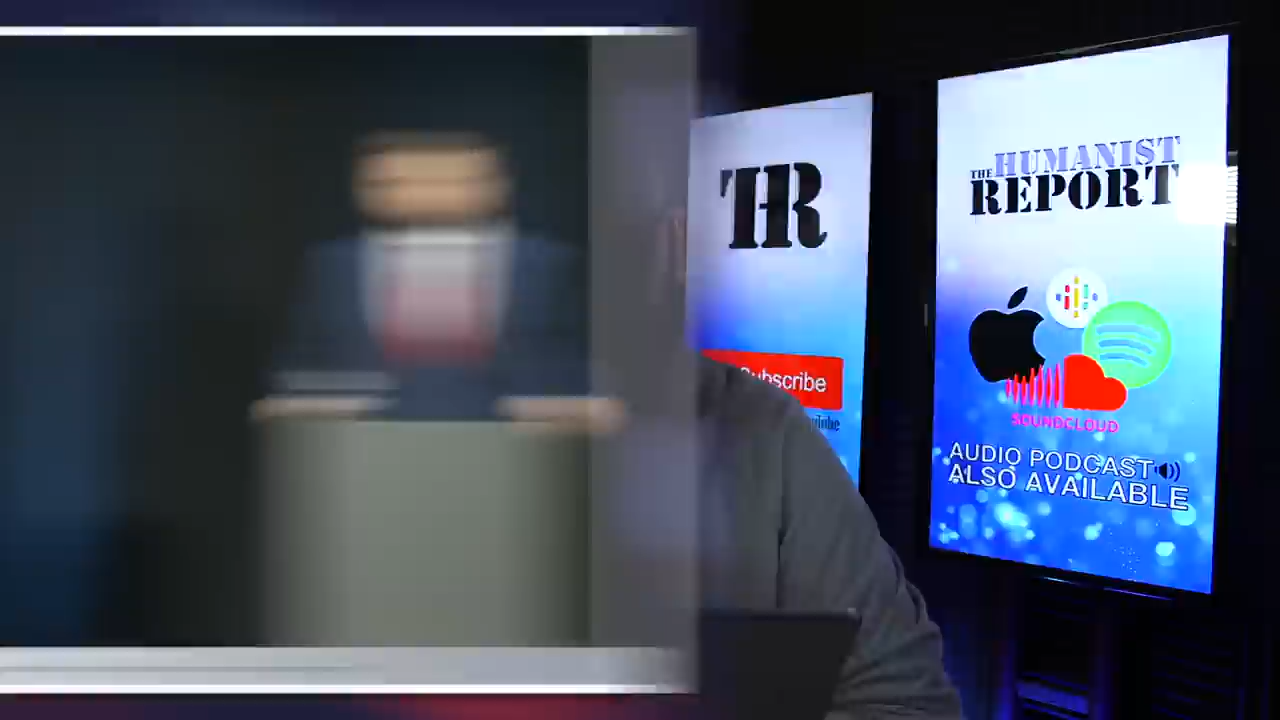 THR
Subscribe
THE HUMANIST
REPORT
SOUNDCLOUD
AUDIO PODCAST
ALSO AVAILABLE